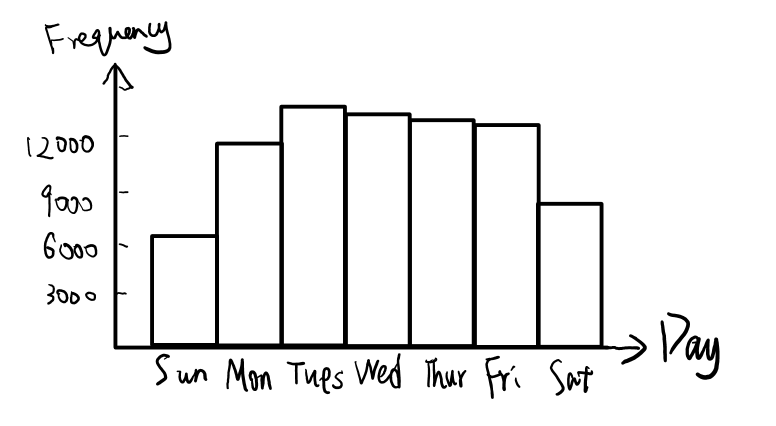 Frequency
12000
9000
6000
3000
Sun Mon Tues Wed Thur Fri Sat
Day